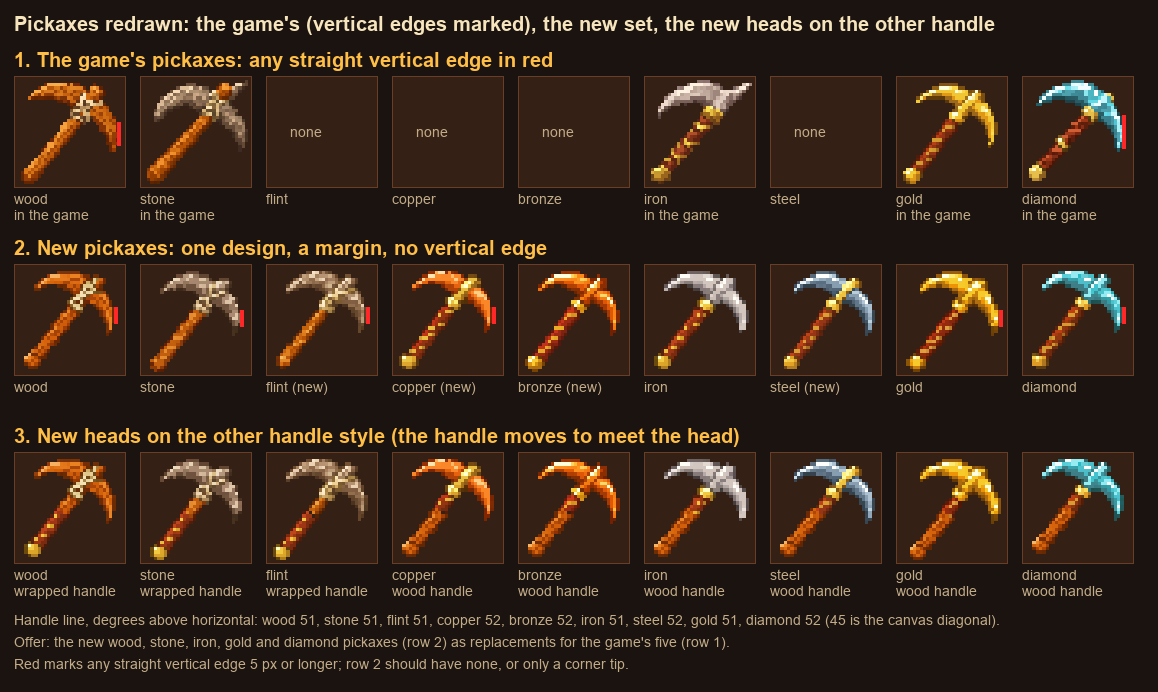 Pickaxes redrawn: the game's (vertical edges marked), the new set, the new heads on the other handle
1. The game's pickaxes: any straight vertical edge in red
none none none none
wood stone flint copper bronze iron steel gold diamond
in the game in the game in the game in the game in the game
2. New pickaxes: one design, a margin, no vertical edge
wood stone flint (new) copper (new) bronze (new) iron steel (new) gold diamond
3. New heads on the other handle style (the handle moves to meet the head)
wood stone flint copper bronze iron steel gold diamond
wrapped handle wrapped handle wrapped handle wood handle wood handle wood handle wood handle wood handle wood handle
Handle line, degrees above horizontal: wood 51, stone 51, flint 51, copper 52, bronze 52, iron 51, steel 52, gold 51, diamond 52 (45 is the canvas diagonal).
Offer: the new wood, stone, iron, gold and diamond pickaxes (row 2) as replacements for the game's five (row 1).
Red marks any straight vertical edge 5 px or longer; row 2 should have none, or only a corner tip.